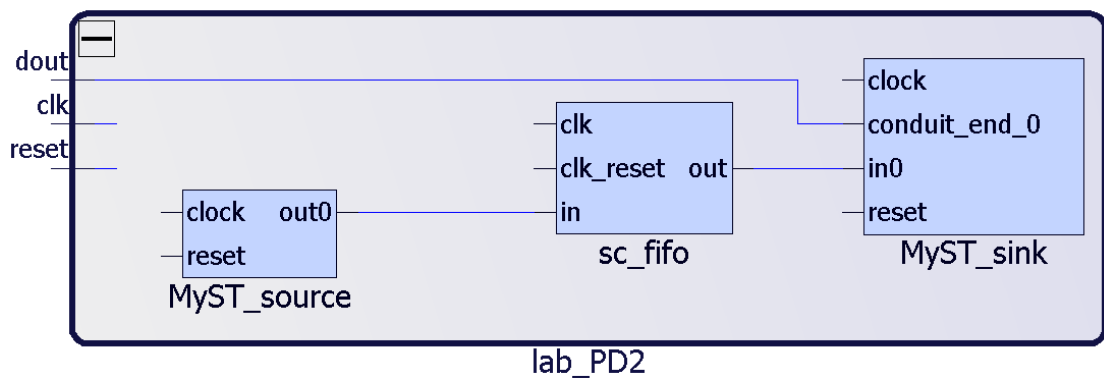 dout
clk
reset
clock out0
reset
MyST_source
clk
clk_reset out
in
sc_fifo
clock
conduit_end_0
in0
reset
MyST_sink
lab_PD2